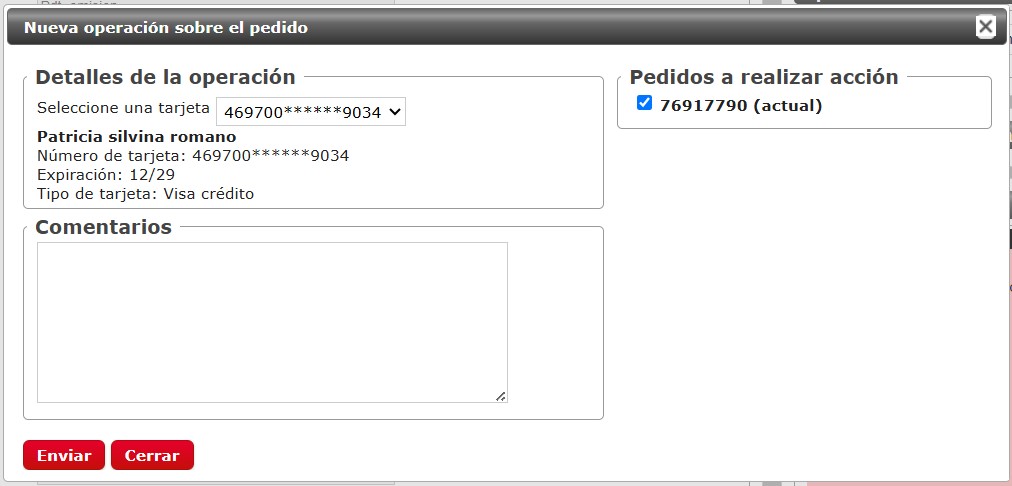 Nueva operación sobre el pedido
Detalles de la operación
Seleccione una tarjeta 469700******9034
Patricia silvina romano
Número de tarjeta: 469700******9034
Expiración: 12/29
Tipo de tarjeta: Visa crédito
Comentarios
Enviar Cerrar
Pedidos a realizar acción
76917790 (actual)